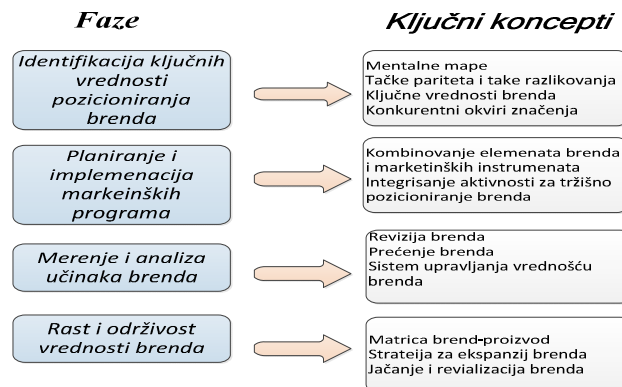 Faze
Ključni koncepti
Identifikacija ključnih
vrednosti
pozicioniranja
brenda
Mentalne mape
Tačke pariteta i take razlikovanja
Ključne vrednosti brenda
Konkurentni okviri značenja
Planiranje i
implemenacija
markeinških
programa
Kombinovanje elemenata brenda
i marketinških instrumenata
Integrisanje aktivnosti za tržišno
pozicioniranje brenda
Merenje i analiza
učinaka brenda
Revizija brenda
Prećenje brenda
Sistem upravljanja vrednošću
brenda
Rast i održivost
vrednosti brenda
Matrica brend-proizvod
Strateija za ekspanzij brenda
Jačanje i revializacija brenda